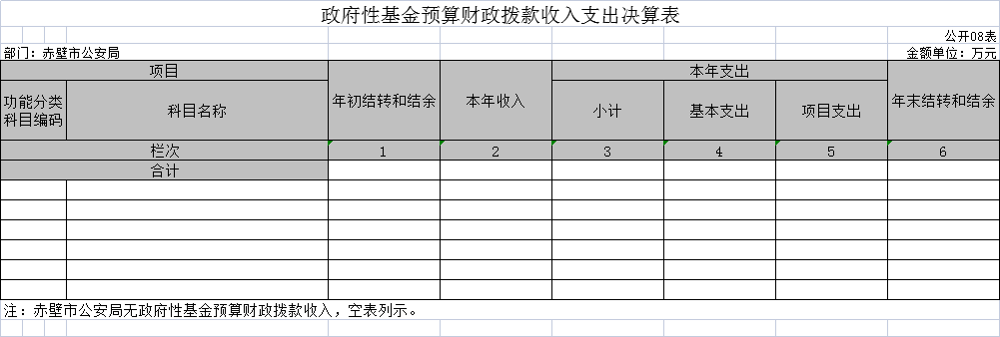 政府性基金预算财政拨款收入支出决算表
公开08表
部门：赤壁市公安局 金额单位：万元
项目 年初结转和结余 本年收入 本年支出 年末结转和结余
功能分类
科目编码 科目名称 小计 基本支出 项目支出
栏次 1 2 3 4 5 6
合计
注：赤壁市公安局无政府性基金预算财政拨款收入，空表列示。